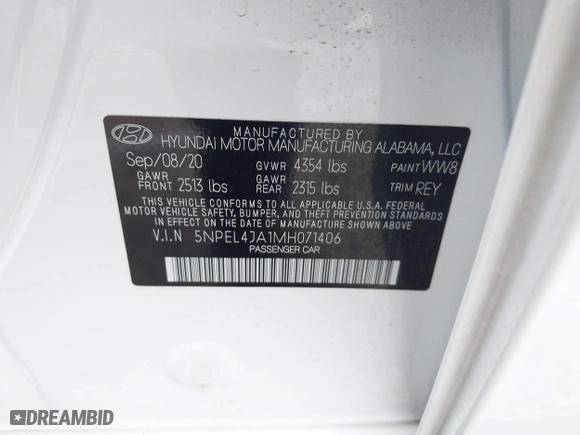 MANUFACTURED BY
HYUNDAI MOTOR MANUFACTURING ALABAMA, LLC
Sep/08/20 GVWR 4354 lbs PAINT WW8
GAWR FRONT 2513 lbs GAWR REAR 2315 lbs TRIM REY
THIS VEHICLE CONFORMS TO ALL APPLICABLE U.S.A. FEDERAL
MOTOR VEHICLE SAFETY, BUMPER, AND THEFT PREVENTION
STANDARDS IN EFFECT ON THE DATE OF MANUFACTURE SHOWN ABOVE
V.I.N 5NPEL4JA1MH071406
PASSENGER CAR
DREAMBID